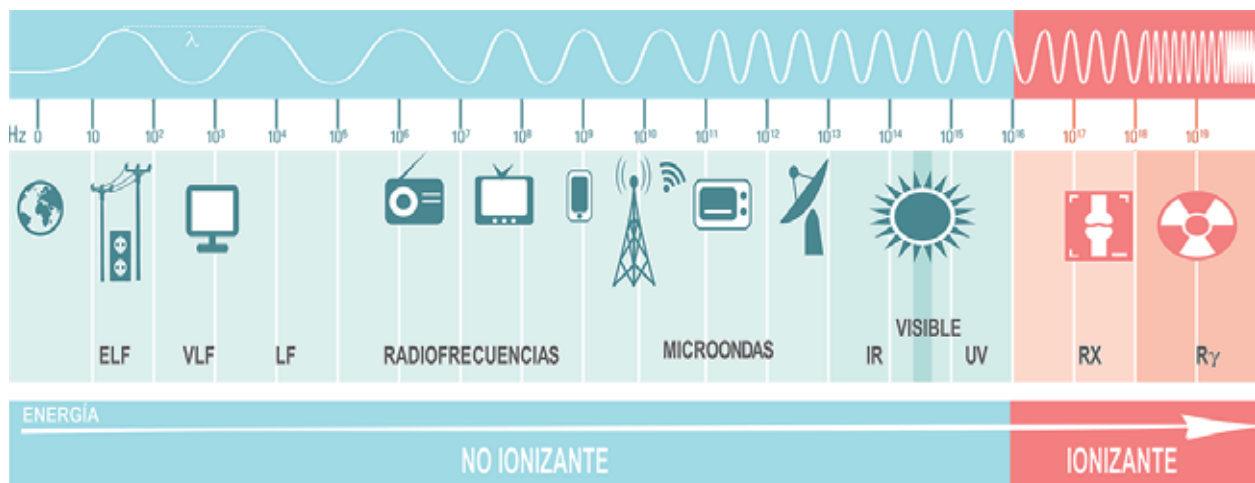 λ
Hz 0 10 10² 10³ 10⁴ 10⁵ 10⁶ 10⁷ 10⁸ 10⁹ 10¹⁰ 10¹¹ 10¹² 10¹³ 10¹⁴ 10¹⁵ 10¹⁶ 10¹⁷ 10¹⁸ 10¹⁹
VISIBLE
ELF VLF LF RADIOFRECUENCIAS MICROONDAS IR UV RX Rγ
ENERGÍA
NO IONIZANTE IONIZANTE